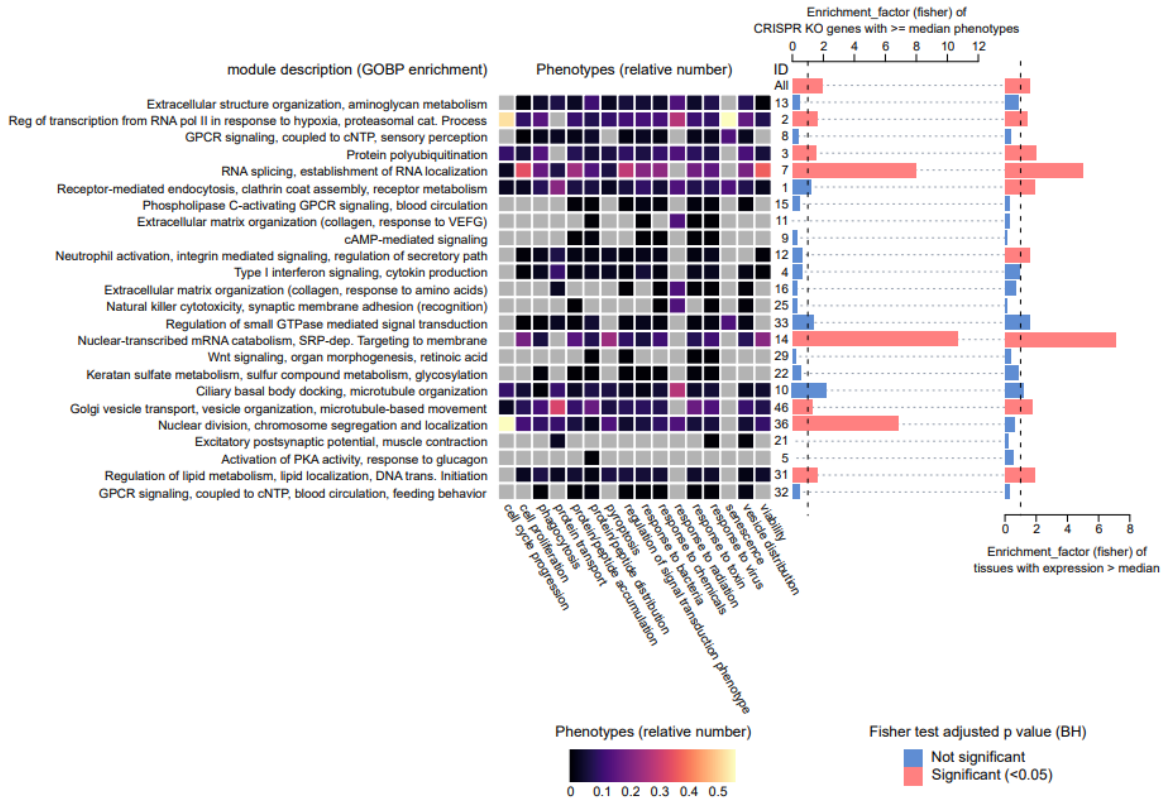 Enrichment_factor (fisher) of
CRISPR KO genes with >= median phenotypes
0 2 4 6 8 10 12
module description (GOBP enrichment) Phenotypes (relative number) ID
All
Extracellular structure organization, aminoglycan metabolism 13
Reg of transcription from RNA pol II in response to hypoxia, proteasomal cat. Process 2
GPCR signaling, coupled to cNTP, sensory perception 8
Protein polyubiquitination 3
RNA splicing, establishment of RNA localization 7
Receptor-mediated endocytosis, clathrin coat assembly, receptor metabolism 1
Phospholipase C-activating GPCR signaling, blood circulation 15
Extracellular matrix organization (collagen, response to VEFG) 11
cAMP-mediated signaling 9
Neutrophil activation, integrin mediated signaling, regulation of secretory path 12
Type I interferon signaling, cytokin production 4
Extracellular matrix organization (collagen, response to amino acids) 16
Natural killer cytotoxicity, synaptic membrane adhesion (recognition) 25
Regulation of small GTPase mediated signal transduction 33
Nuclear-transcribed mRNA catabolism, SRP-dep. Targeting to membrane 14
Wnt signaling, organ morphogenesis, retinoic acid 29
Keratan sulfate metabolism, sulfur compound metabolism, glycosylation 22
Ciliary basal body docking, microtubule organization 10
Golgi vesicle transport, vesicle organization, microtubule-based movement 46
Nuclear division, chromosome segregation and localization 36
Excitatory postsynaptic potential, muscle contraction 21
Activation of PKA activity, response to glucagon 5
Regulation of lipid metabolism, lipid localization, DNA trans. Initiation 31
GPCR signaling, coupled to cNTP, blood circulation, feeding behavior 32
cell cycle progression
cell proliferation
phagocytosis
protein transport
protein/peptide accumulation
protein/peptide distribution
pyroptosis
regulation of signal transduction phenotype
response to bacteria
response to chemicals
response to radiation
response to toxin
response to virus
senescence
vesicle distribution
viability
0 2 4 6 8
Enrichment_factor (fisher) of
tissues with expression > median
Phenotypes (relative number)
0 0.1 0.2 0.3 0.4 0.5
Fisher test adjusted p value (BH)
Not significant
Significant (<0.05)